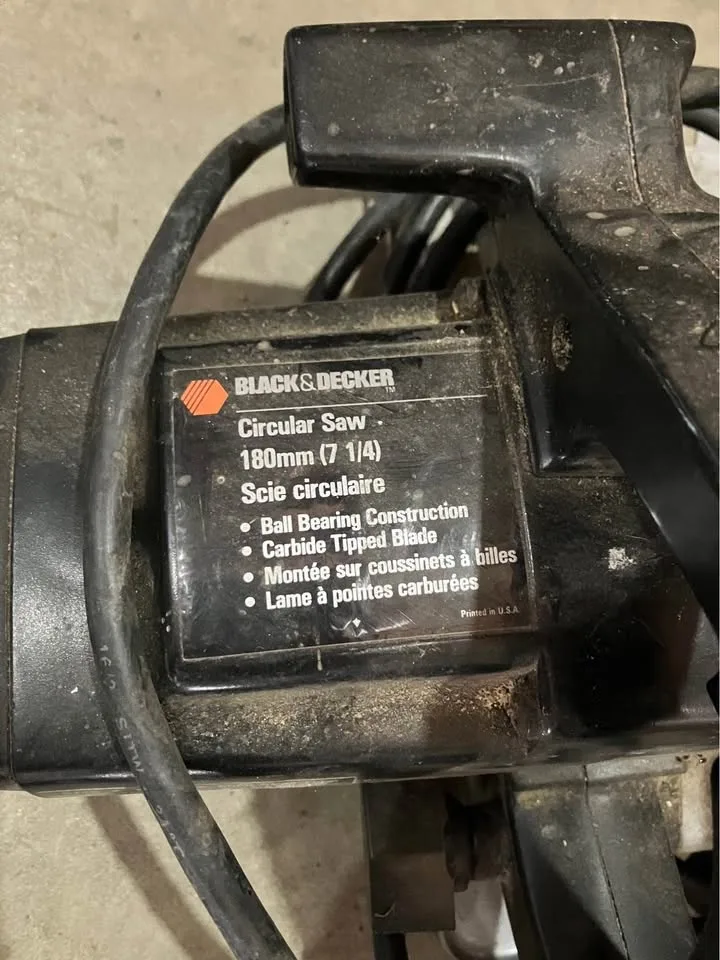 BLACK&DECKER
TM
Circular Saw
180mm (7 1/4)
Scie circulaire
• Ball Bearing Construction
• Carbide Tipped Blade
• Montée sur coussinets à billes
• Lame à pointes carburées
Printed in U.S.A.